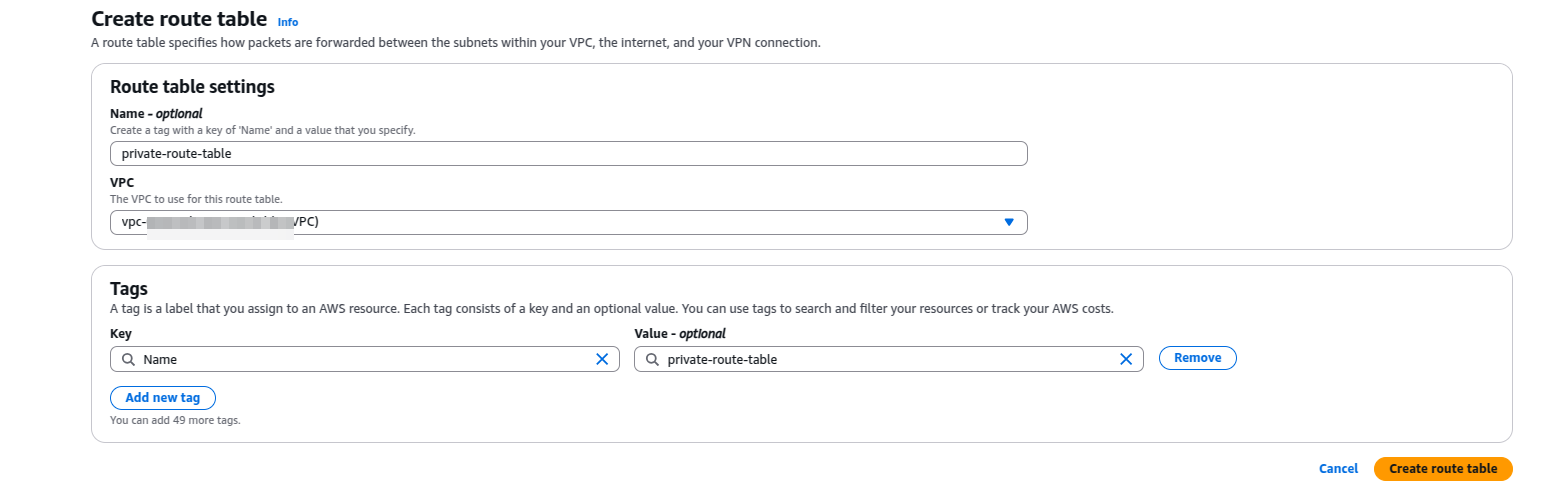 Create route table Info
A route table specifies how packets are forwarded between the subnets within your VPC, the internet, and your VPN connection.
Route table settings
Name - optional
Create a tag with a key of 'Name' and a value that you specify.
private-route-table
VPC
The VPC to use for this route table.
vpc- VPC)
Tags
A tag is a label that you assign to an AWS resource. Each tag consists of a key and an optional value. You can use tags to search and filter your resources or track your AWS costs.
Key Value - optional
Name private-route-table Remove
Add new tag
You can add 49 more tags.
Cancel Create route table